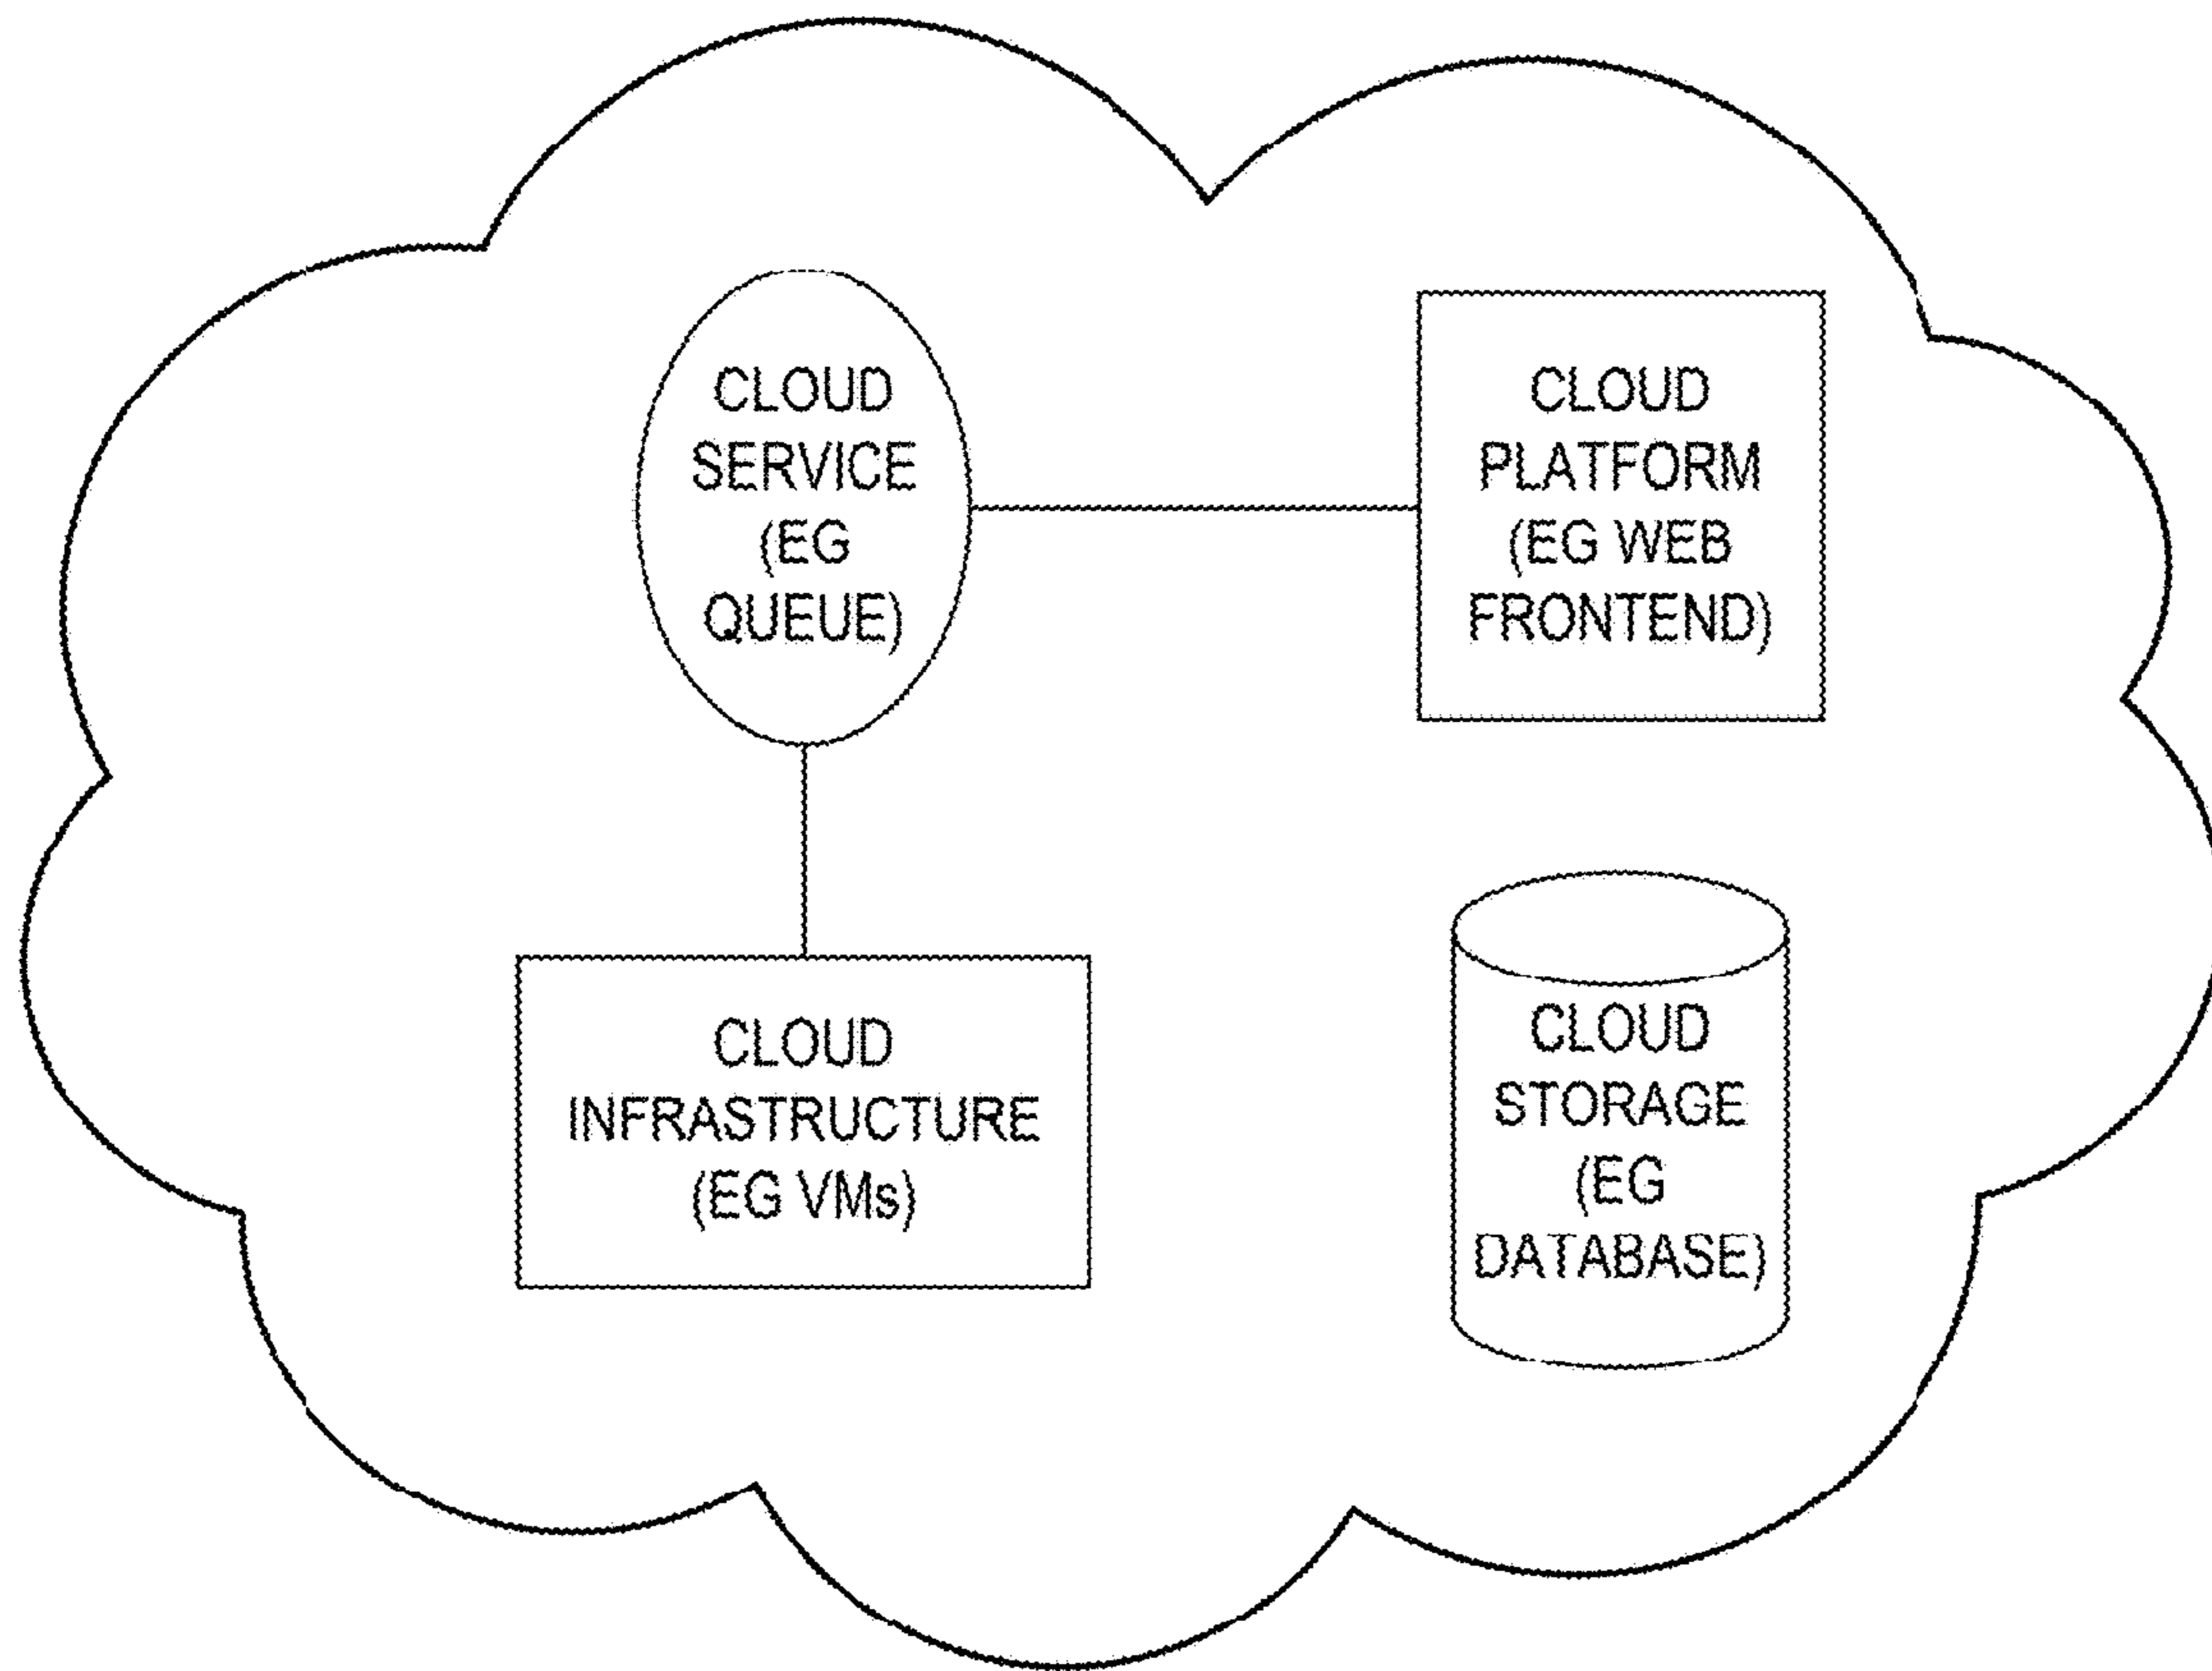 CLOUD
SERVICE
(EG
QUEUE)
CLOUD
PLATFORM
(EG WEB
FRONTEND)
CLOUD
INFRASTRUCTURE
(EG VMs)
CLOUD
STORAGE
(EG
DATABASE)